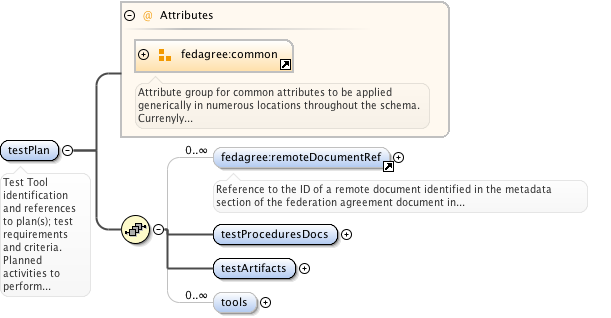 @ Attributes
fedagree:common
Attribute group for common attributes to be applied
generically in numerous locations throughout the schema.
Currenyly...
testPlan
Test Tool
identification
and references
to plan(s); test
requirements
and criteria.
Planned
activities to
perform...
0..∞
fedagree:remoteDocumentRef
Reference to the ID of a remote document identified in the metadata
section of the federation agreement document in...
testProceduresDocs
testArtifacts
0..∞
tools